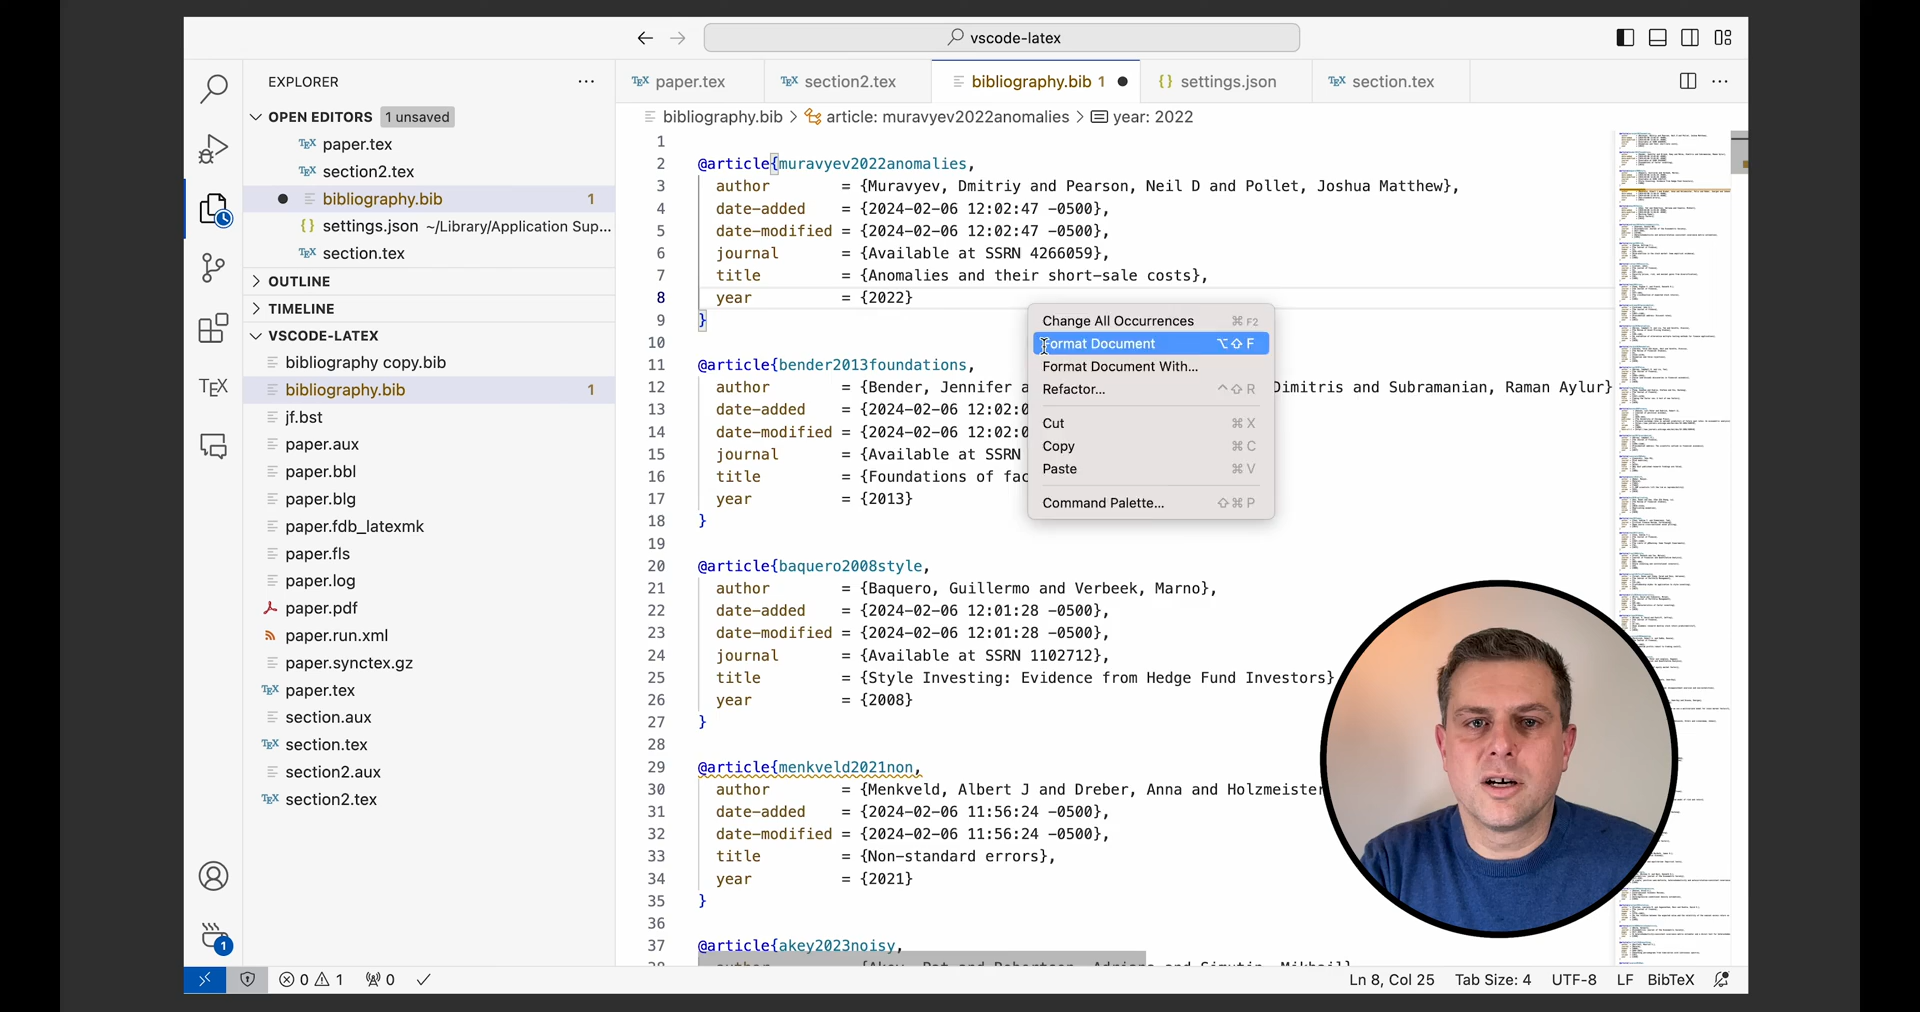 vscode-latex
EXPLORER
OPEN EDITORS 1 unsaved
paper.tex
section2.tex
bibliography.bib 1
settings.json ~/Library/Application Sup...
section.tex
OUTLINE
TIMELINE
VSCODE-LATEX
bibliography copy.bib
bibliography.bib 1
jf.bst
paper.aux
paper.bbl
paper.blg
paper.fdb_latexmk
paper.fls
paper.log
paper.pdf
paper.run.xml
paper.synctex.gz
TEX paper.tex
section.aux
TEX section.tex
section2.aux
TEX section2.tex
TEX
1
TEX paper.tex TEX section2.tex bibliography.bib 1 {} settings.json TEX section.tex
bibliography.bib > article: muravyev2022anomalies > year: 2022
1
2 @article{muravyev2022anomalies,
3 author = {Muravyev, Dmitriy and Pearson, Neil D and Pollet, Joshua Matthew},
4 date-added = {2024-02-06 12:02:47 -0500},
5 date-modified = {2024-02-06 12:02:47 -0500},
6 journal = {Available at SSRN 4266059},
7 title = {Anomalies and their short-sale costs},
8 year = {2022}
9 }
10
11 @article{bender2013foundations,
12 author = {Bender, Jennifer Dimitris and Subramanian, Raman Aylur}
13 date-added = {2024-02-06 12:02:0
14 date-modified = {2024-02-06 12:02:0
15 journal = {Available at SSRN
16 title = {Foundations of fac
17 year = {2013}
18 }
19
20 @article{baquero2008style,
21 author = {Baquero, Guillermo and Verbeek, Marno},
22 date-added = {2024-02-06 12:01:28 -0500},
23 date-modified = {2024-02-06 12:01:28 -0500},
24 journal = {Available at SSRN 1102712},
25 title = {Style Investing: Evidence from Hedge Fund Investors}
26 year = {2008}
27 }
28
29 @article{menkveld2021non,
30 author = {Menkveld, Albert J and Dreber, Anna and Holzmeister
31 date-added = {2024-02-06 11:56:24 -0500},
32 date-modified = {2024-02-06 11:56:24 -0500},
33 title = {Non-standard errors},
34 year = {2021}
35 }
36
37 @article{akey2023noisy,
Change All Occurrences ⌘ F2
Format Document ⌥⇧ F
Format Document With...
Refactor... ^⇧ R
Cut ⌘ X
Copy ⌘ C
Paste ⌘ V
Command Palette... ⇧⌘ P
0 1 0 Ln 8, Col 25 Tab Size: 4 UTF-8 LF BibTeX